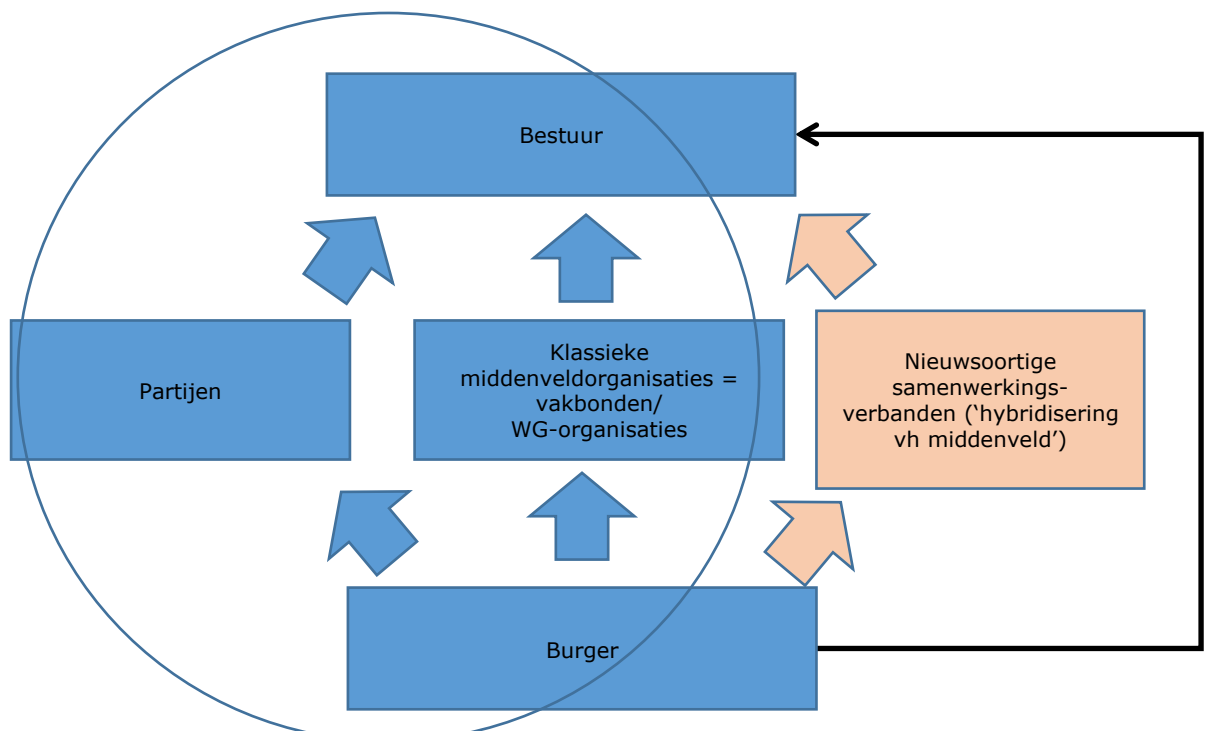 Bestuur
Partijen
Klassieke
middenveldorganisaties =
vakbonden/
WG-organisaties
Nieuwsoortige
samenwerkings-
verbanden (‘hybridisering
vh middenveld’)
Burger